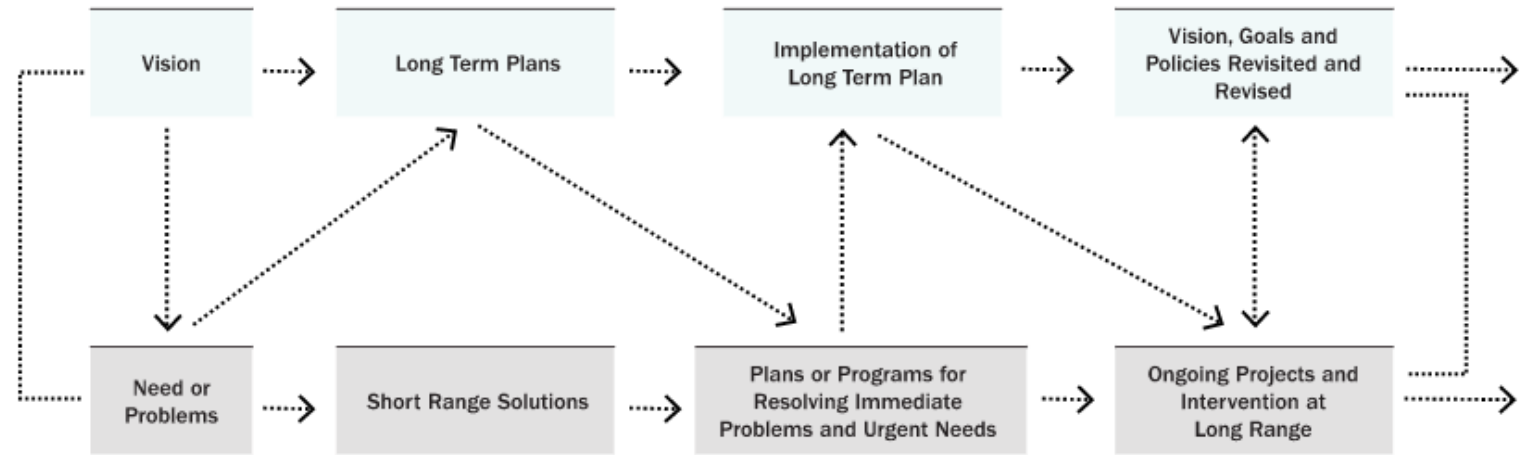 Vision
Long Term Plans
Implementation of
Long Term Plan
Vision, Goals and
Policies Revisited and
Revised
Need or
Problems
Short Range Solutions
Plans or Programs for
Resolving Immediate
Problems and Urgent Needs
Ongoing Projects and
Intervention at
Long Range